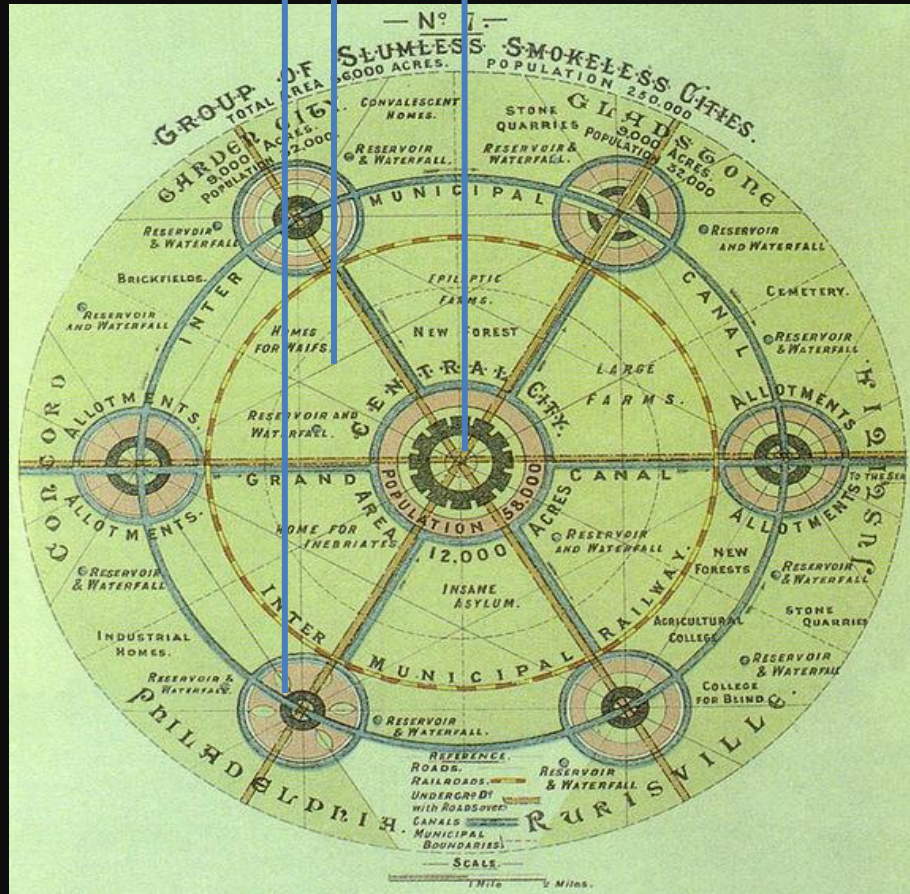 — Nº 7. —
GROUP OF SLUMLESS SMOKELESS CITIES.
TOTAL AREA 66,000 ACRES. POPULATION 250,000
GARDEN CITY.
9,000 ACRES.
POPULATION 32,000
CONVALESCENT
HOMES.
RESERVOIR
& WATERFALL
STONE
QUARRIES
RESERVOIR &
WATERFALL.
GLADSTONE
9,000 ACRES.
POPULATION
32,000
RESERVOIR
& WATERFALL
RESERVOIR
AND WATERFALL
BRICKFIELDS.
RESERVOIR
AND WATERFALL
CEMETERY.
RESERVOIR
& WATERFALL
INTER MUNICIPAL CANAL
EPILEPTIC
FARMS.
NEW FOREST
HOMES
FOR WAIFS.
LARGE
FARMS.
RESERVOIR AND
WATERFALL.
CENTRAL CITY.
POPULATION 58,000
AREA 12,000 ACRES
GRAND CANAL
CONCORD
ALLOTMENTS.
ALLOTMENTS.
JUSTITIA.
ALLOTMENTS
ALLOTMENTS
TO THE SEA
HOME FOR
INEBRIATES
RESERVOIR
AND WATERFALL
INSANE
ASYLUM.
INTER MUNICIPAL RAILWAY.
NEW
FORESTS
RESERVOIR
& WATERFALL
STONE
QUARRIES
AGRICULTURAL
COLLEGE
RESERVOIR
& WATERFALL
INDUSTRIAL
HOMES.
RESERVOIR &
WATERFALL
RESERVOIR
& WATERFALL
RESERVOIR
& WATERFALL.
COLLEGE
FOR BLIND
RESERVOIR
& WATERFALL
PHILADELPHIA.
RURISVILLE.
REFERENCE.
ROADS.
RAILROADS.
UNDERGRD.
with ROADS over
CANALS
MUNICIPAL
BOUNDARIES
— SCALE. —
1 Mile 2 Miles.